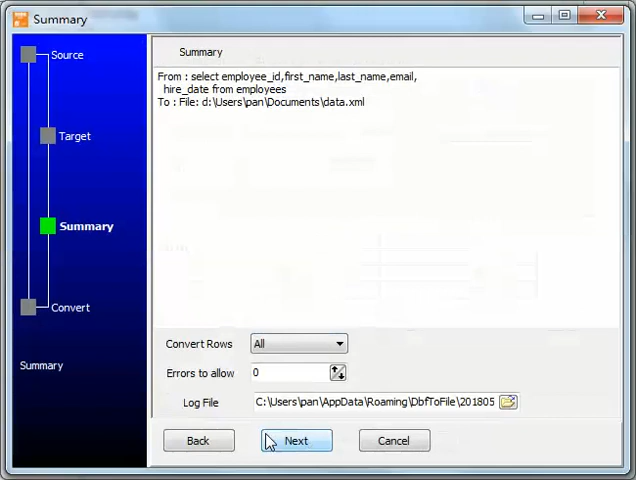 Summary
Source
Target
Summary
Convert
Summary
Summary
From : select employee_id,first_name,last_name,email,
hire_date from employees
To : File: d:\Users\pan\Documents\data.xml
Convert Rows All
Errors to allow 0
Log File C:\Users\pan\AppData\Roaming\DbfToFile\201805
Back Next Cancel